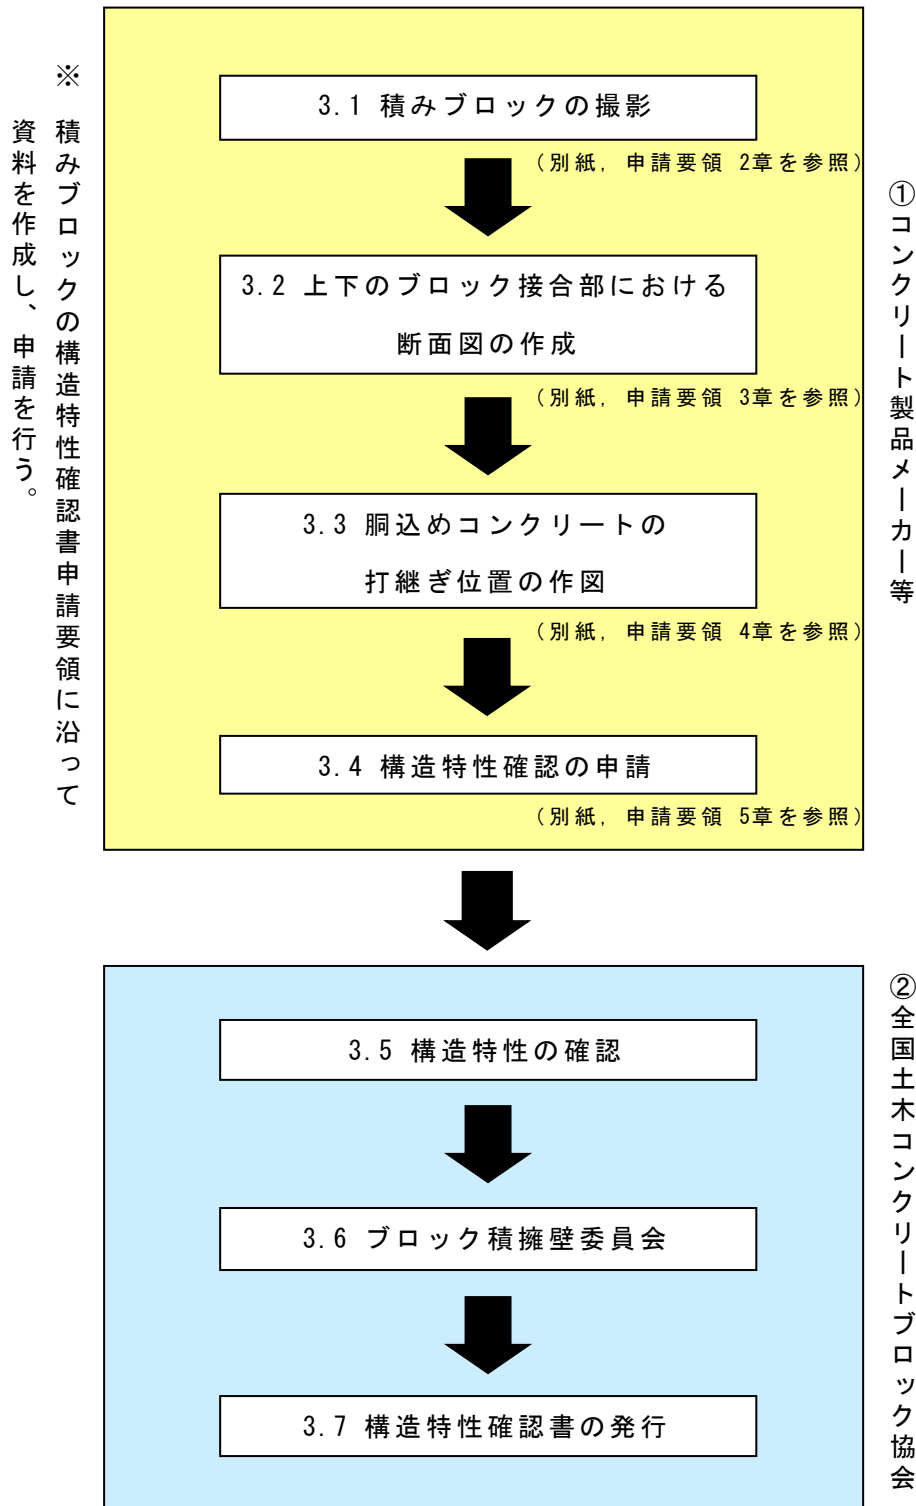 ※ 積みブロックの構造特性確認書申請要領に沿って
資料を作成し、申請を行う。
①コンクリート製品メーカー等
3.1 積みブロックの撮影
(別紙, 申請要領 2章を参照)
3.2 上下のブロック接合部における
断面図の作成
(別紙, 申請要領 3章を参照)
3.3 胴込めコンクリートの
打継ぎ位置の作図
(別紙, 申請要領 4章を参照)
3.4 構造特性確認の申請
(別紙, 申請要領 5章を参照)
②全国土木コンクリートブロック協会
3.5 構造特性の確認
3.6 ブロック積擁壁委員会
3.7 構造特性確認書の発行